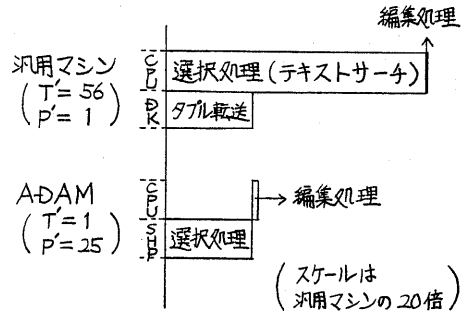 編集処理
汎用マシン
(T'= 56
P'= 1)
CPU
選択処理(テキストサーチ)
DK
タプル転送
ADAM
(T'= 1
P'= 25)
CPU
編集処理
SHP
選択処理
(スケールは
汎用マシンの20倍)